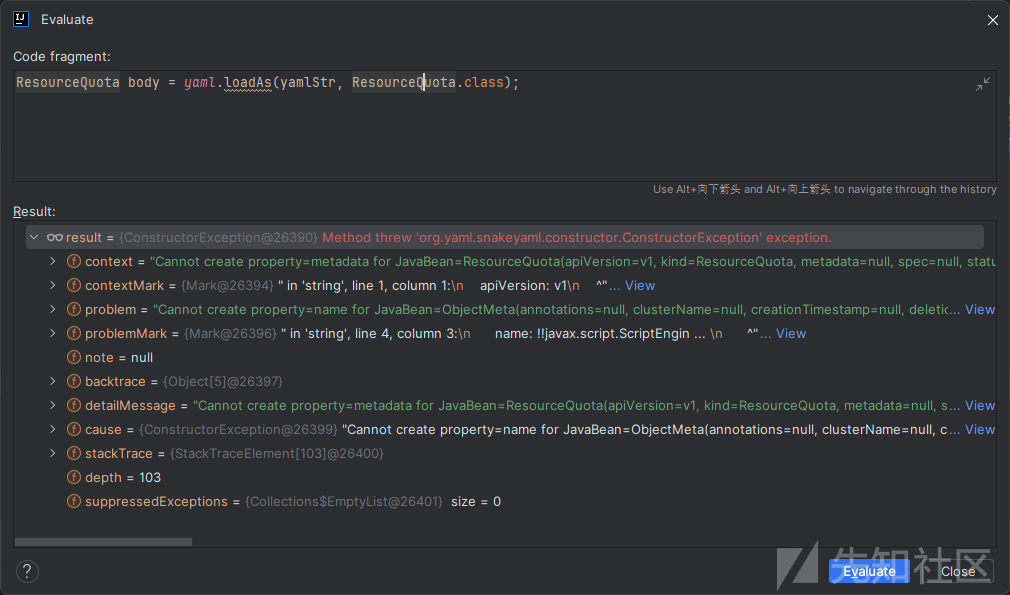 Evaluate
Code fragment:
ResourceQuota body = yaml.loadAs(yamlStr, ResourceQuota.class);
Use Alt+向下箭头 and Alt+向上箭头 to navigate through the history
Result:
result = {ConstructorException@26390} Method threw 'org.yaml.snakeyaml.constructor.ConstructorException' exception.
context = "Cannot create property=metadata for JavaBean=ResourceQuota(apiVersion=v1, kind=ResourceQuota, metadata=null, spec=null, statu
contextMark = {Mark@26394} " in 'string', line 1, column 1:\n    apiVersion: v1\n    ^"... View
problem = "Cannot create property=name for JavaBean=ObjectMeta(annotations=null, clusterName=null, creationTimestamp=null, deletic... View
problemMark = {Mark@26396} " in 'string', line 4, column 3:\n      name: !!javax.script.ScriptEngin ... \n      ^"... View
note = null
backtrace = {Object[5]@26397}
detailMessage = "Cannot create property=metadata for JavaBean=ResourceQuota(apiVersion=v1, kind=ResourceQuota, metadata=null, s... View
cause = {ConstructorException@26399} "Cannot create property=name for JavaBean=ObjectMeta(annotations=null, clusterName=null, c... View
stackTrace = {StackTraceElement[103]@26400}
depth = 103
suppressedExceptions = {Collections$EmptyList@26401} size = 0
?
Evaluate
Close
先知社区